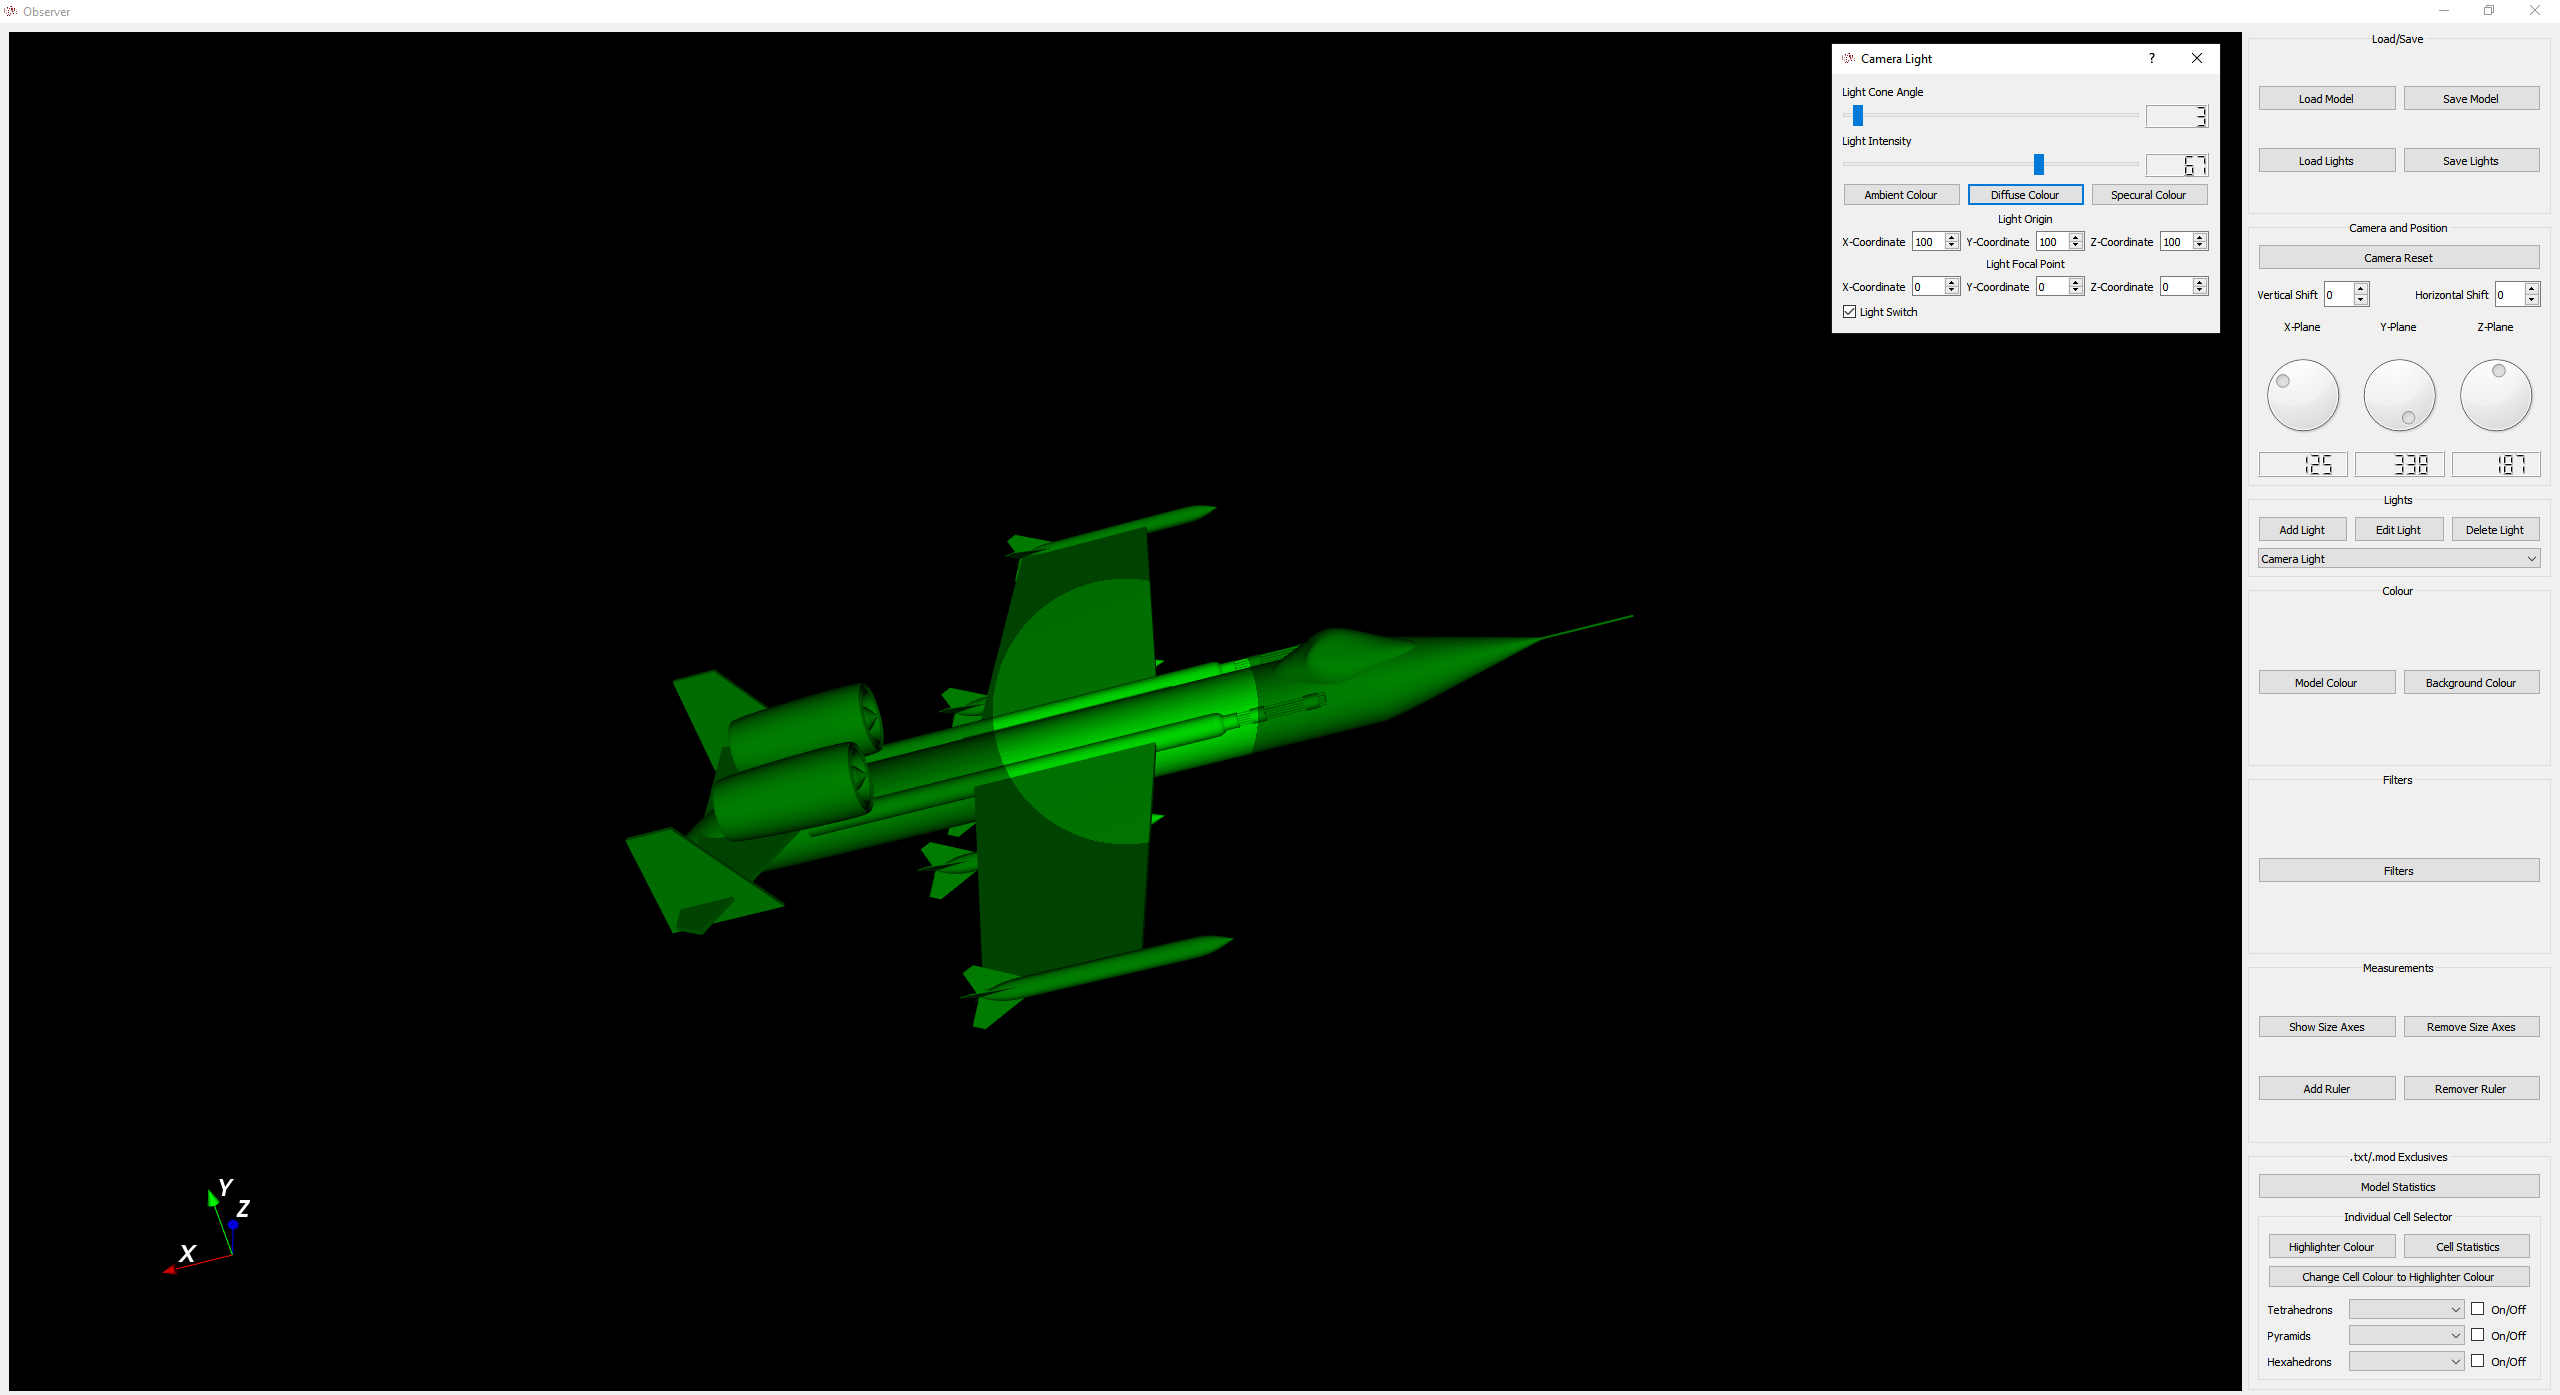 Observer
Camera Light ?
Light Cone Angle
3
Light Intensity
67
Ambient Colour Diffuse Colour Specural Colour
Light Origin
X-Coordinate 100 Y-Coordinate 100 Z-Coordinate 100
Light Focal Point
X-Coordinate 0 Y-Coordinate 0 Z-Coordinate 0
Light Switch
Load/Save
Load Model Save Model
Load Lights Save Lights
Camera and Position
Camera Reset
Vertical Shift 0 Horizontal Shift 0
X-Plane Y-Plane Z-Plane
125 338 187
Lights
Add Light Edit Light Delete Light
Camera Light
Colour
Model Colour Background Colour
Filters
Filters
Measurements
Show Size Axes Remove Size Axes
Add Ruler Remover Ruler
.txt/.mod Exclusives
Model Statistics
Individual Cell Selector
Highlighter Colour Cell Statistics
Change Cell Colour to Highlighter Colour
Tetrahedrons On/Off
Pyramids On/Off
Hexahedrons On/Off
Y
Z
X